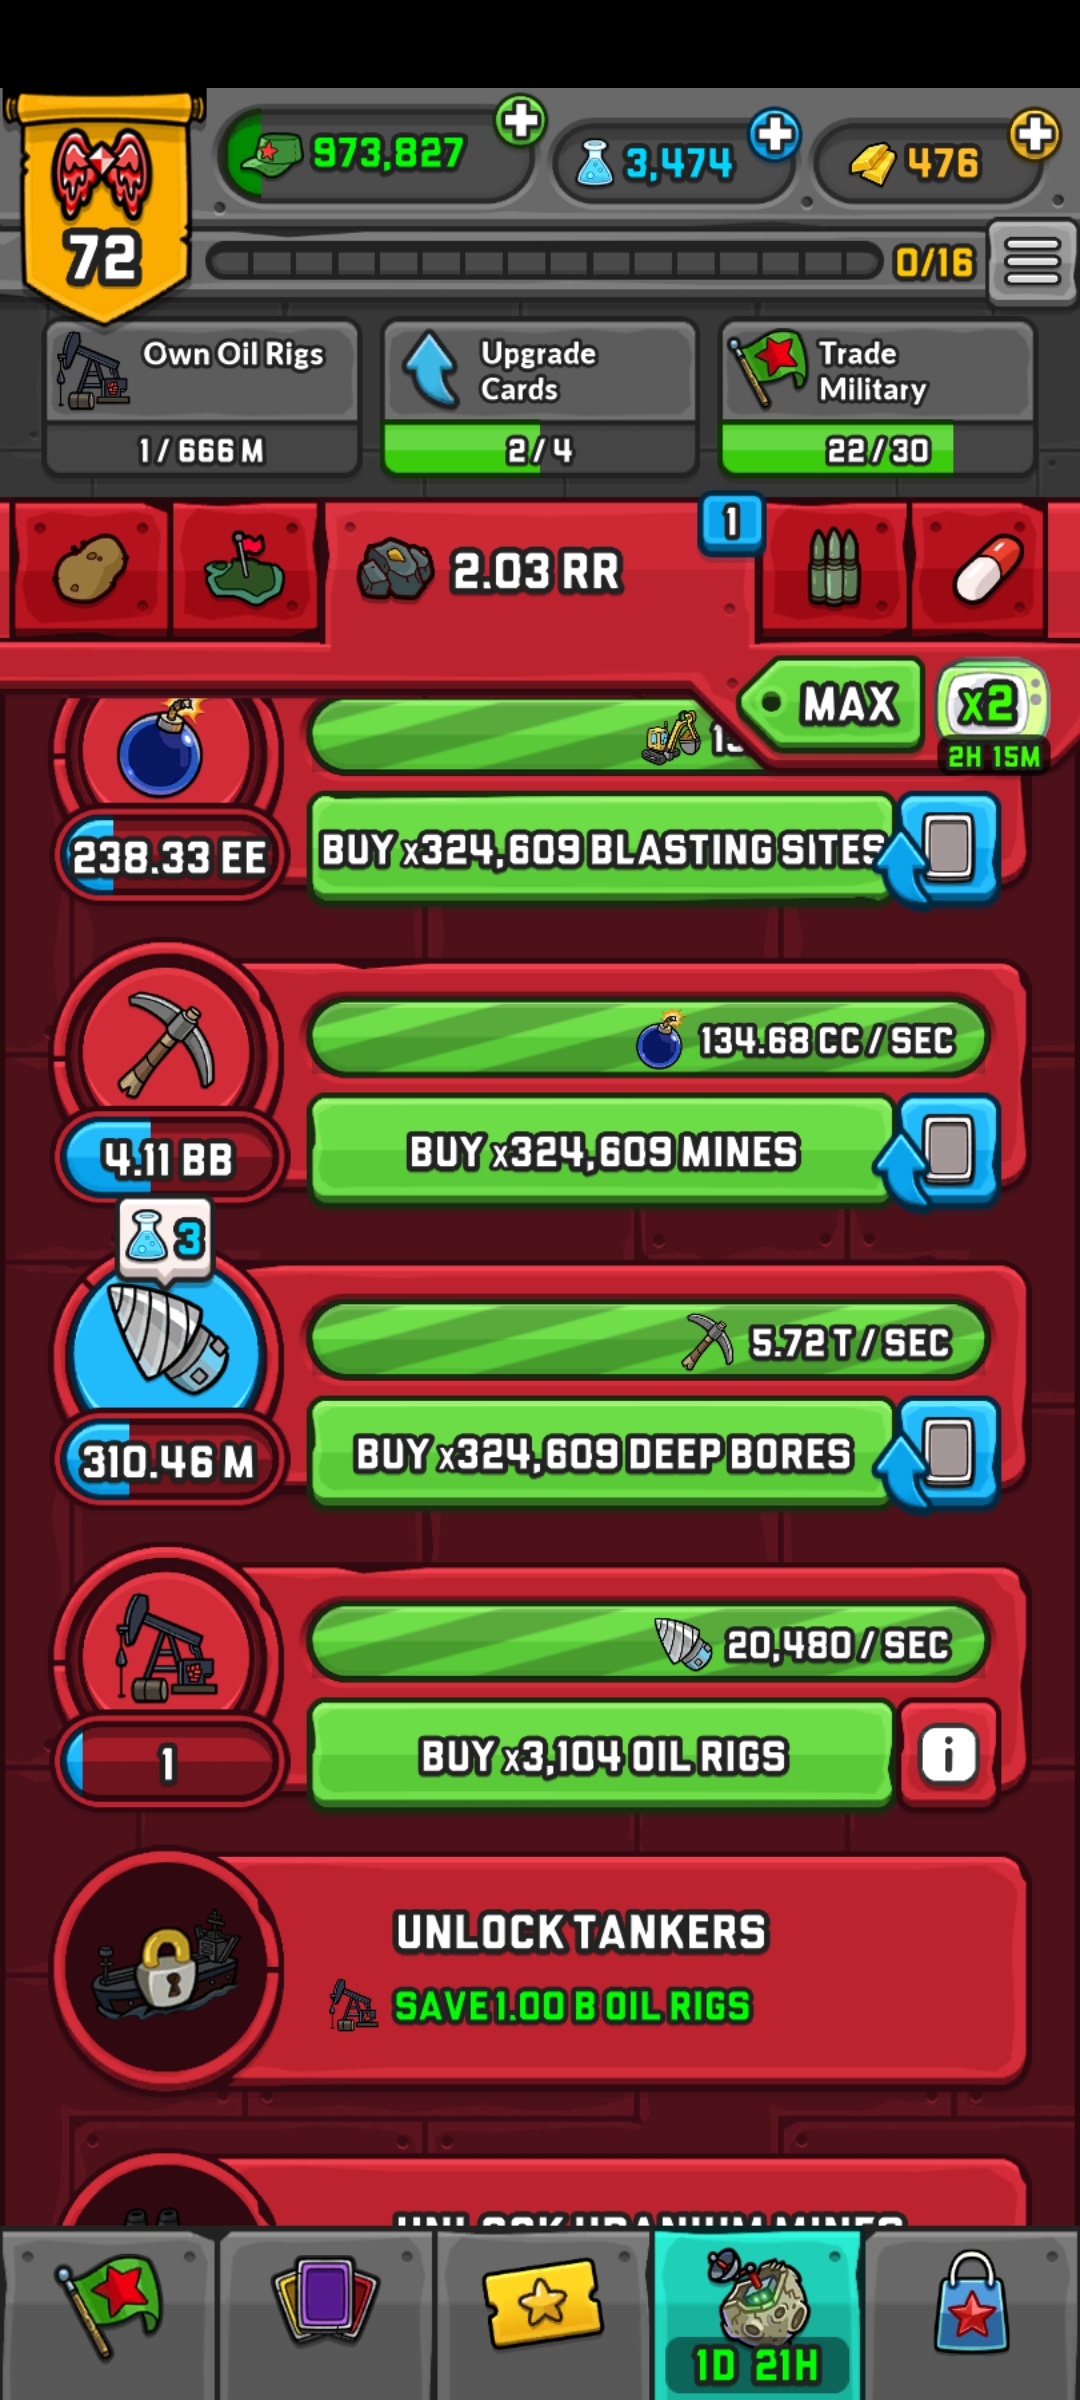 973,827
3,474
476
72
0/16
Own Oil Rigs
1 / 666 M
Upgrade
Cards
2 / 4
Trade
Military
22 / 30
2.03 RR
1
MAX
x2
2H 15M
238.33 EE
BUY x324,609 BLASTING SITES
134.68 CC / SEC
4.11 BB
BUY x324,609 MINES
3
5.72 T / SEC
310.46 M
BUY x324,609 DEEP BORES
20,480 / SEC
1
BUY x3,104 OIL RIGS
i
UNLOCK TANKERS
SAVE 1.00 B OIL RIGS
UNLOCK URANIUM MINES
1D 21H